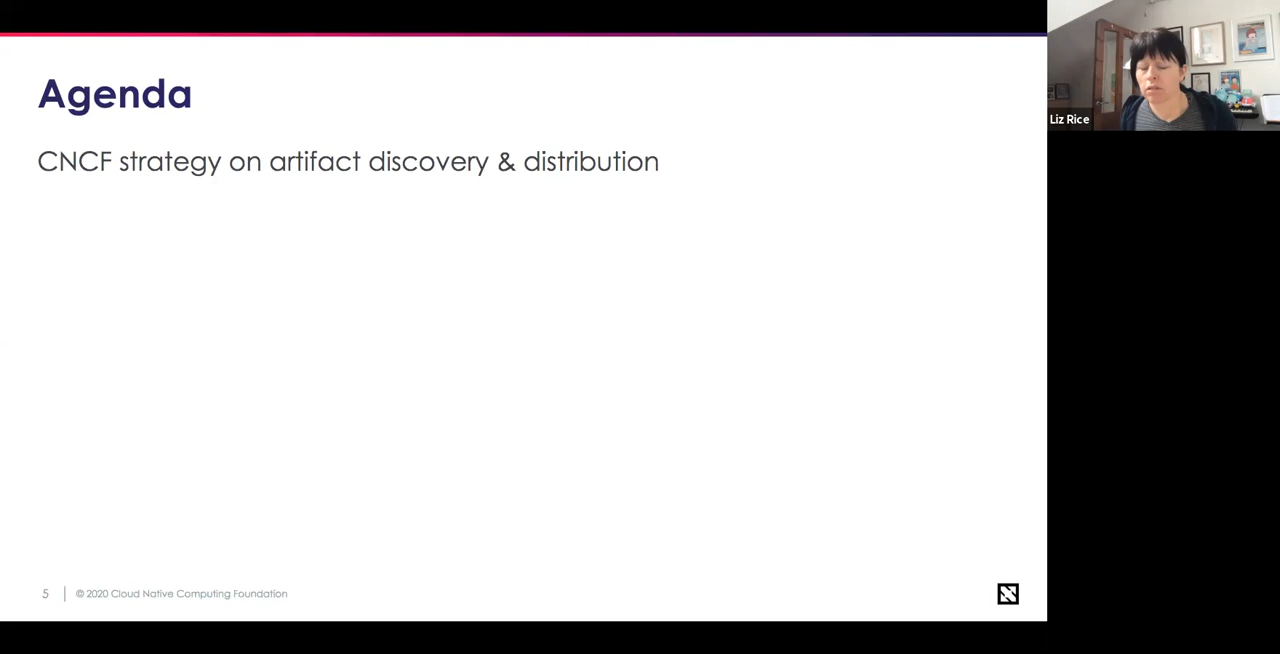 Agenda
CNCF strategy on artifact discovery & distribution
5
© 2020 Cloud Native Computing Foundation
Liz Rice